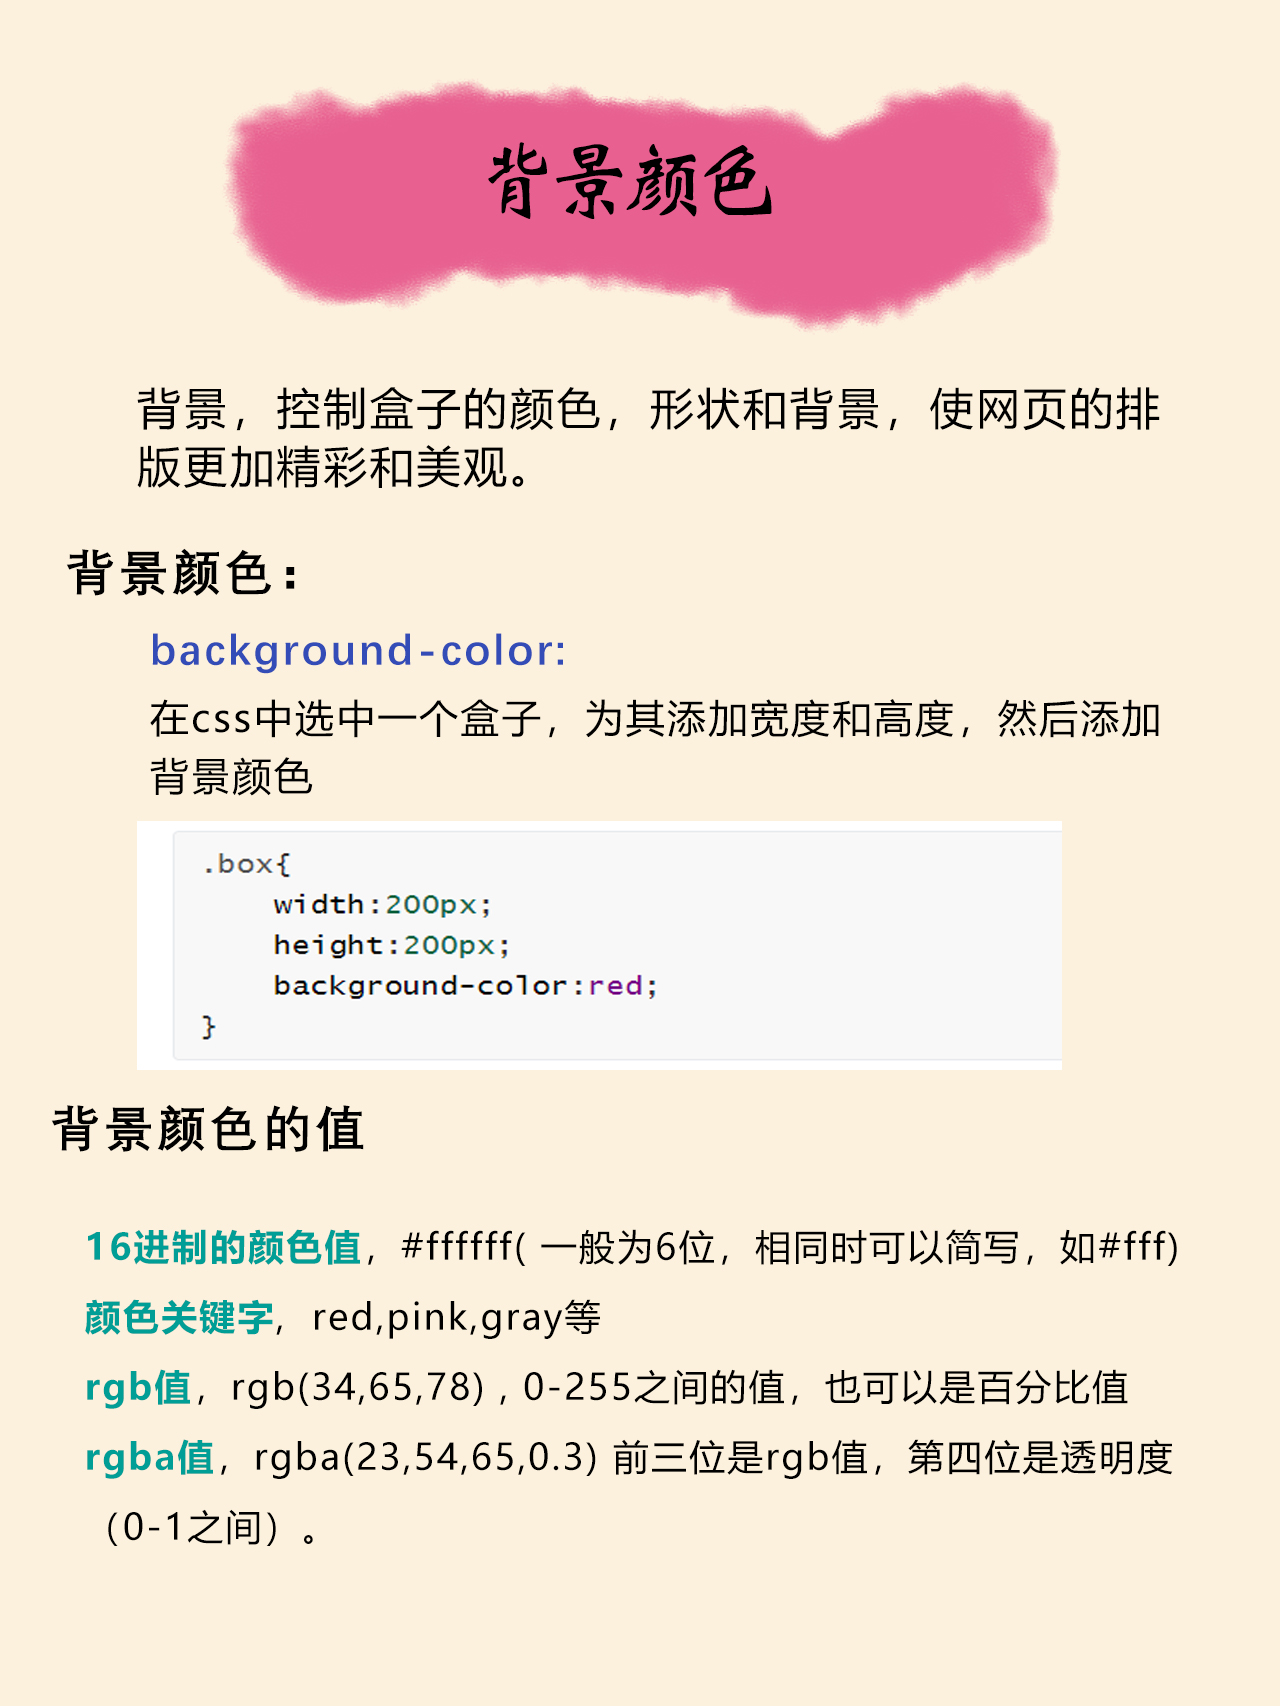 背景颜色
背景，控制盒子的颜色，形状和背景，使网页的排
版更加精彩和美观。
背景颜色：
background-color:
在css中选中一个盒子，为其添加宽度和高度，然后添加
背景颜色
.box{
    width:200px;
    height:200px;
    background-color:red;
}
背景颜色的值
16进制的颜色值，#ffffff( 一般为6位，相同时可以简写，如#fff)
颜色关键字，red,pink,gray等
rgb值，rgb(34,65,78) , 0-255之间的值，也可以是百分比值
rgba值，rgba(23,54,65,0.3) 前三位是rgb值，第四位是透明度
（0-1之间）。